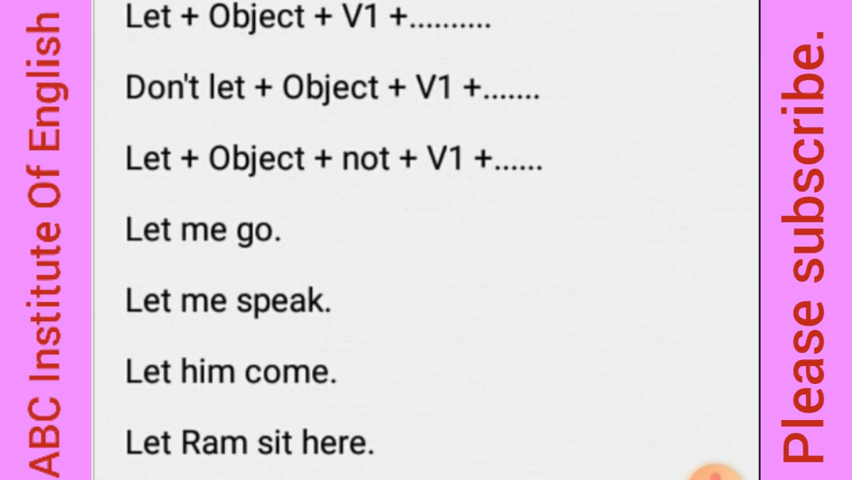 ABC Institute Of English
Let + Object + V1 +..........
Don't let + Object + V1 +.......
Let + Object + not + V1 +......
Let me go.
Let me speak.
Let him come.
Let Ram sit here.
Please subscribe.